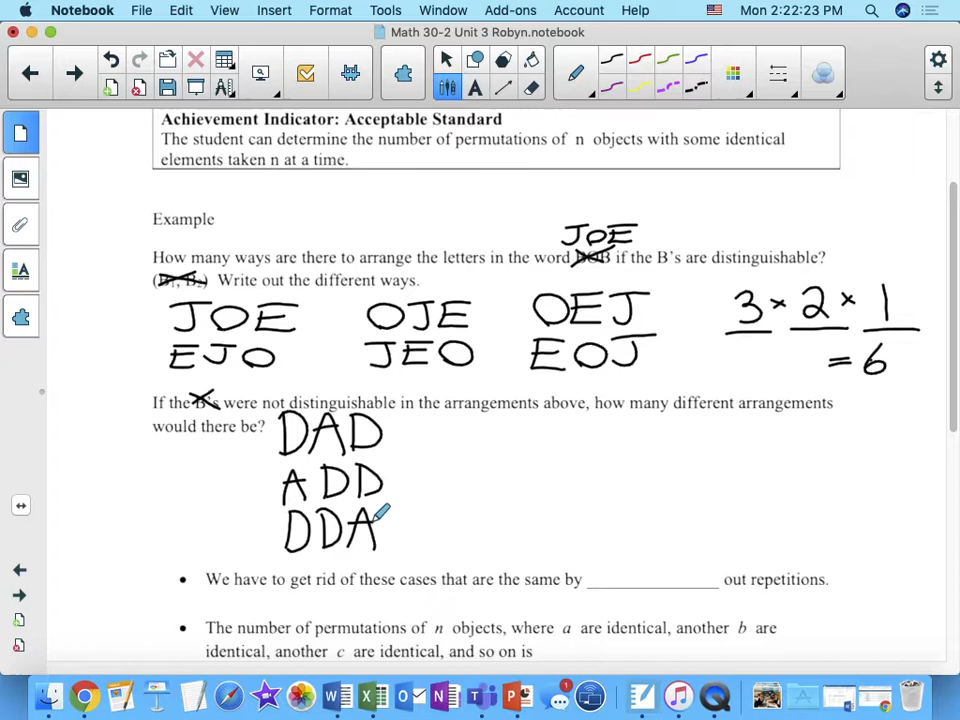 Notebook File Edit View Insert Format Tools Window Add-ons Account Help Mon 2:22:23 PM
Math 30-2 Unit 3 Robyn.notebook
Achievement Indicator: Acceptable Standard
The student can determine the number of permutations of n objects with some identical
elements taken n at a time.
Example
JOE
How many ways are there to arrange the letters in the word BOB if the B's are distinguishable?
(B₁, B₂) Write out the different ways.
JOE OJE OEJ 3 × 2 × 1
EJO JEO EOJ = 6
If the B's were not distinguishable in the arrangements above, how many different arrangements
would there be? DAD
ADD
DDA
• We have to get rid of these cases that are the same by ______________ out repetitions.
• The number of permutations of n objects, where a are identical, another b are
identical, another c are identical, and so on is